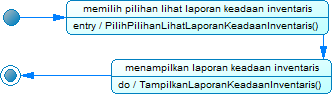 memilih pilihan lihat laporan keadaan inventaris
entry / PilihPilihanLihatLaporanKeadaanInventaris()
menampilkan laporan keadaan inventaris
do / TampilkanLaporanKeadaanInventaris()